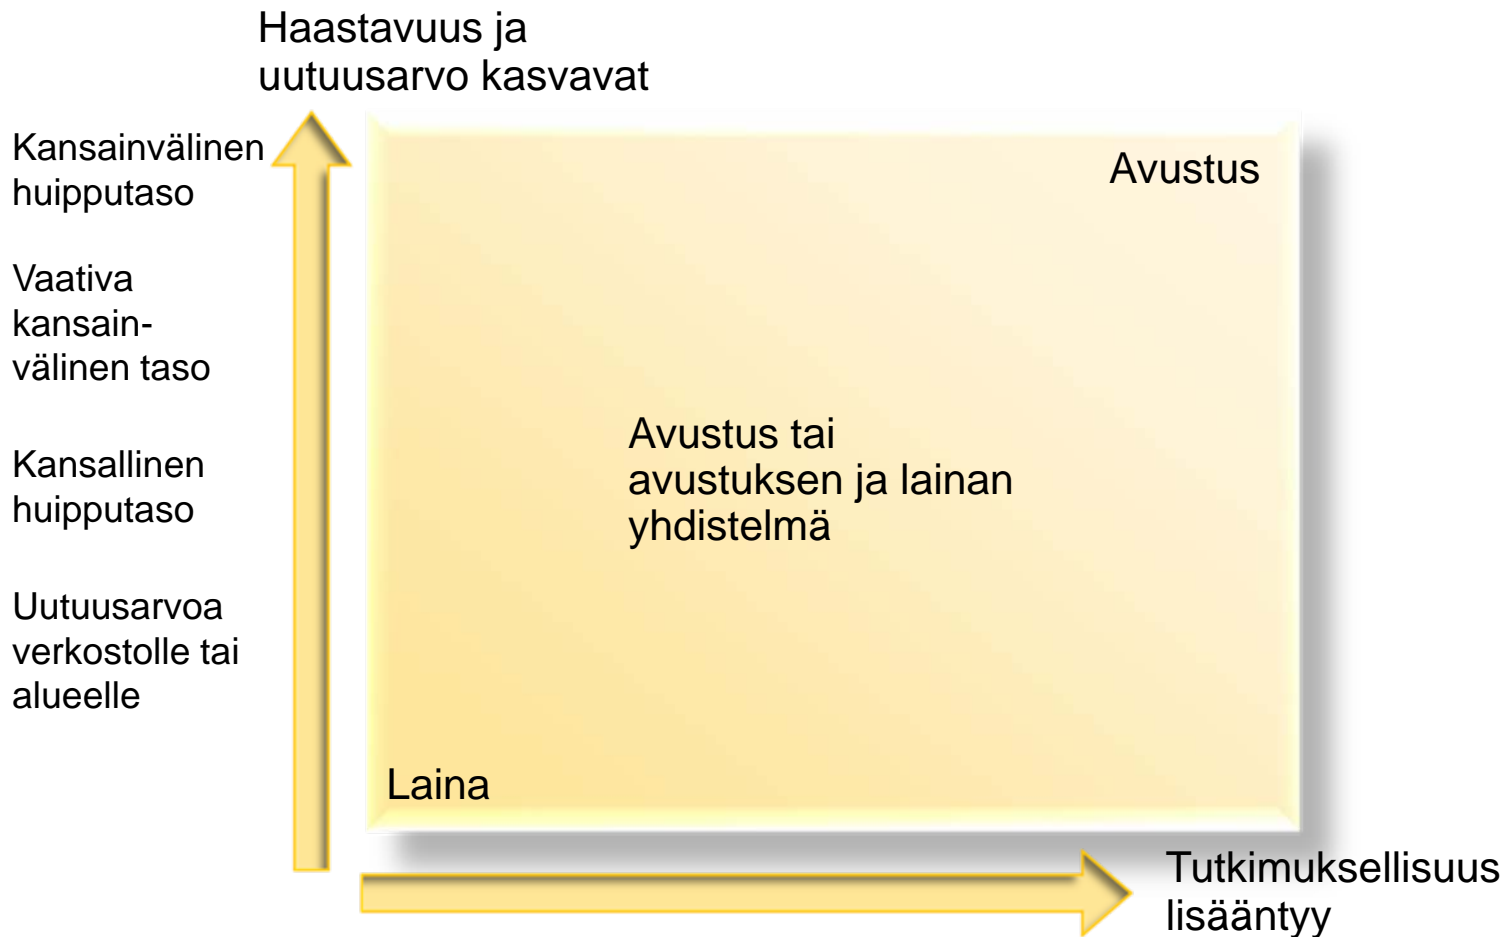 Haastavuus ja
uutuusarvo kasvavat
Kansainvälinen
huipputaso
Avustus
Vaativa
kansain-
välinen taso
Avustus tai
avustuksen ja lainan
yhdistelmä
Kansallinen
huipputaso
Uutuusarvoa
verkostolle tai
alueelle
Laina
Tutkimuksellisuus
lisääntyy